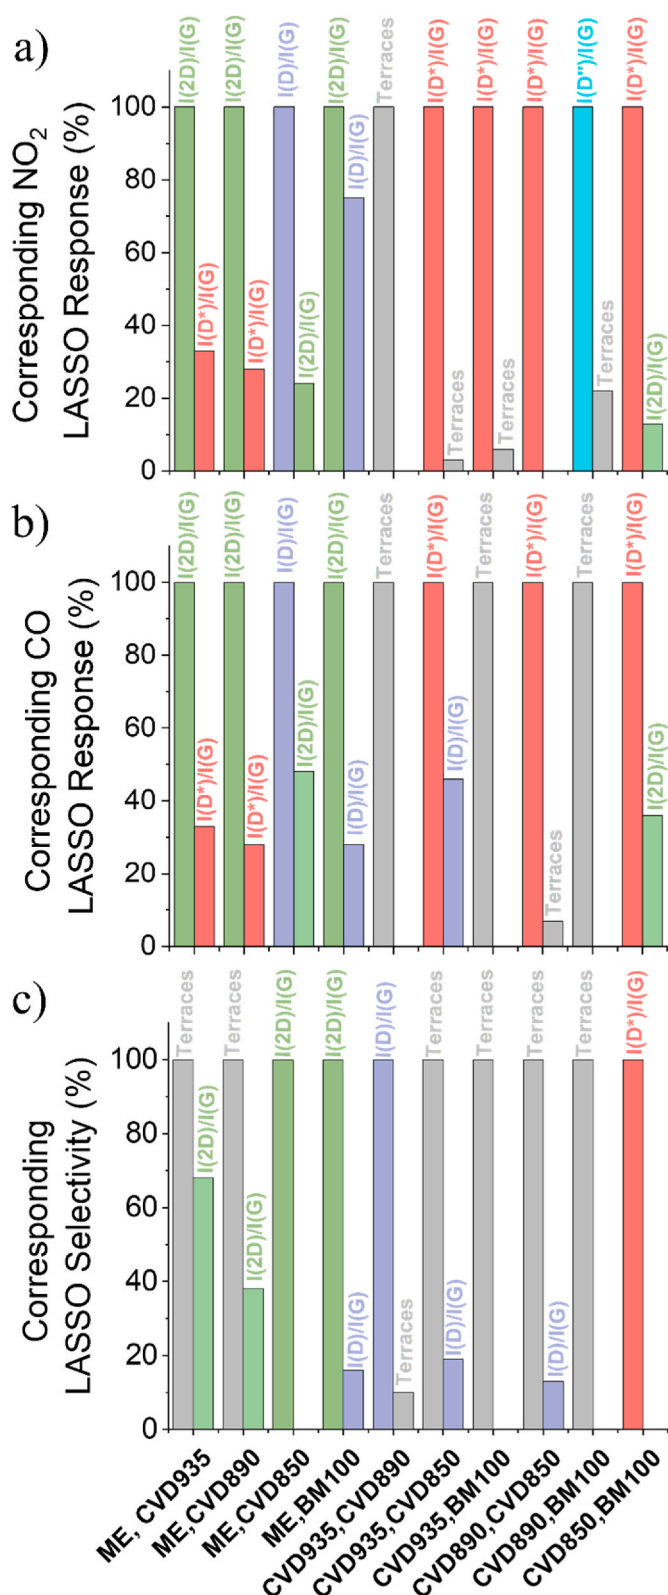 a)
Corresponding NO2
LASSO Response (%)
100
80
60
40
20
0
I(2D)/I(G)
I(D*)/I(G)
I(2D)/I(G)
I(D*)/I(G)
I(D)/I(G)
I(2D)/I(G)
I(2D)/I(G)
I(D)/I(G)
Terraces
I(D*)/I(G)
Terraces
I(D*)/I(G)
Terraces
I(D*)/I(G)
I(D")/I(G)
Terraces
I(D*)/I(G)
I(2D)/I(G)
b)
Corresponding CO
LASSO Response (%)
100
80
60
40
20
0
I(2D)/I(G)
I(D*)/I(G)
I(2D)/I(G)
I(D*)/I(G)
I(D)/I(G)
I(2D)/I(G)
I(2D)/I(G)
I(D)/I(G)
Terraces
I(D*)/I(G)
I(D)/I(G)
Terraces
I(D*)/I(G)
Terraces
Terraces
I(D*)/I(G)
I(2D)/I(G)
c)
Corresponding
LASSO Selectivity (%)
100
80
60
40
20
0
Terraces
I(2D)/I(G)
Terraces
I(2D)/I(G)
I(2D)/I(G)
I(2D)/I(G)
I(D)/I(G)
I(D)/I(G)
Terraces
Terraces
I(D)/I(G)
Terraces
Terraces
I(D)/I(G)
Terraces
I(D*)/I(G)
ME, CVD935
ME, CVD890
ME, CVD850
ME, BM100
CVD935, CVD890
CVD935, CVD850
CVD935, BM100
CVD890, CVD850
CVD890, BM100
CVD850, BM100